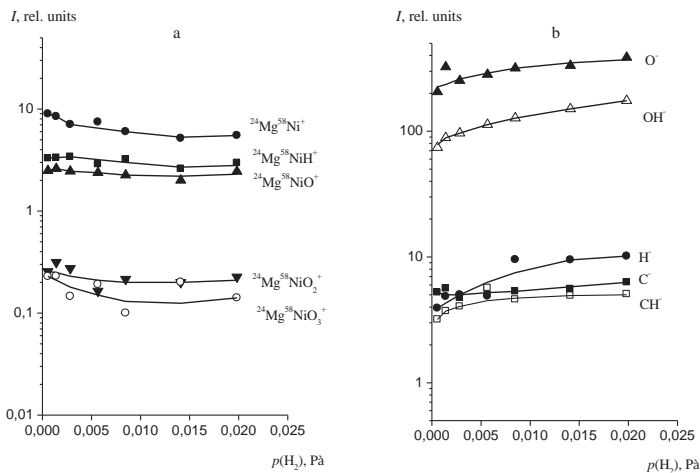 I, rel. units
a
10
1
0,1
0,01
0,000
0,005
0,010
0,015
0,020
0,025
p(H2), Pà
24Mg58Ni+
24Mg58NiH+
24Mg58NiO+
24Mg58NiO2+
24Mg58NiO3+
I, rel. units
b
100
10
1
0,000
0,005
0,010
0,015
0,020
0,025
p(H2), Pà
O-
OH-
H-
C-
CH-